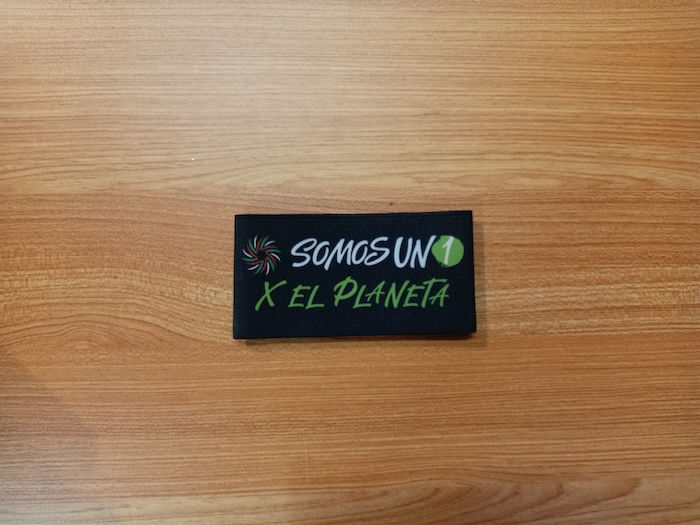 SOMOS UN 1
X EL PLANETA